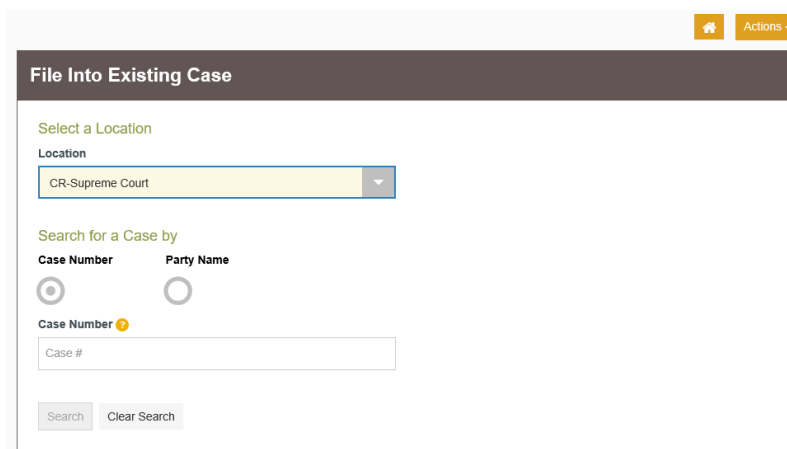 Actions
File Into Existing Case
Select a Location
Location
CR-Supreme Court
Search for a Case by
Case Number Party Name
Case Number ?
Case #
Search Clear Search